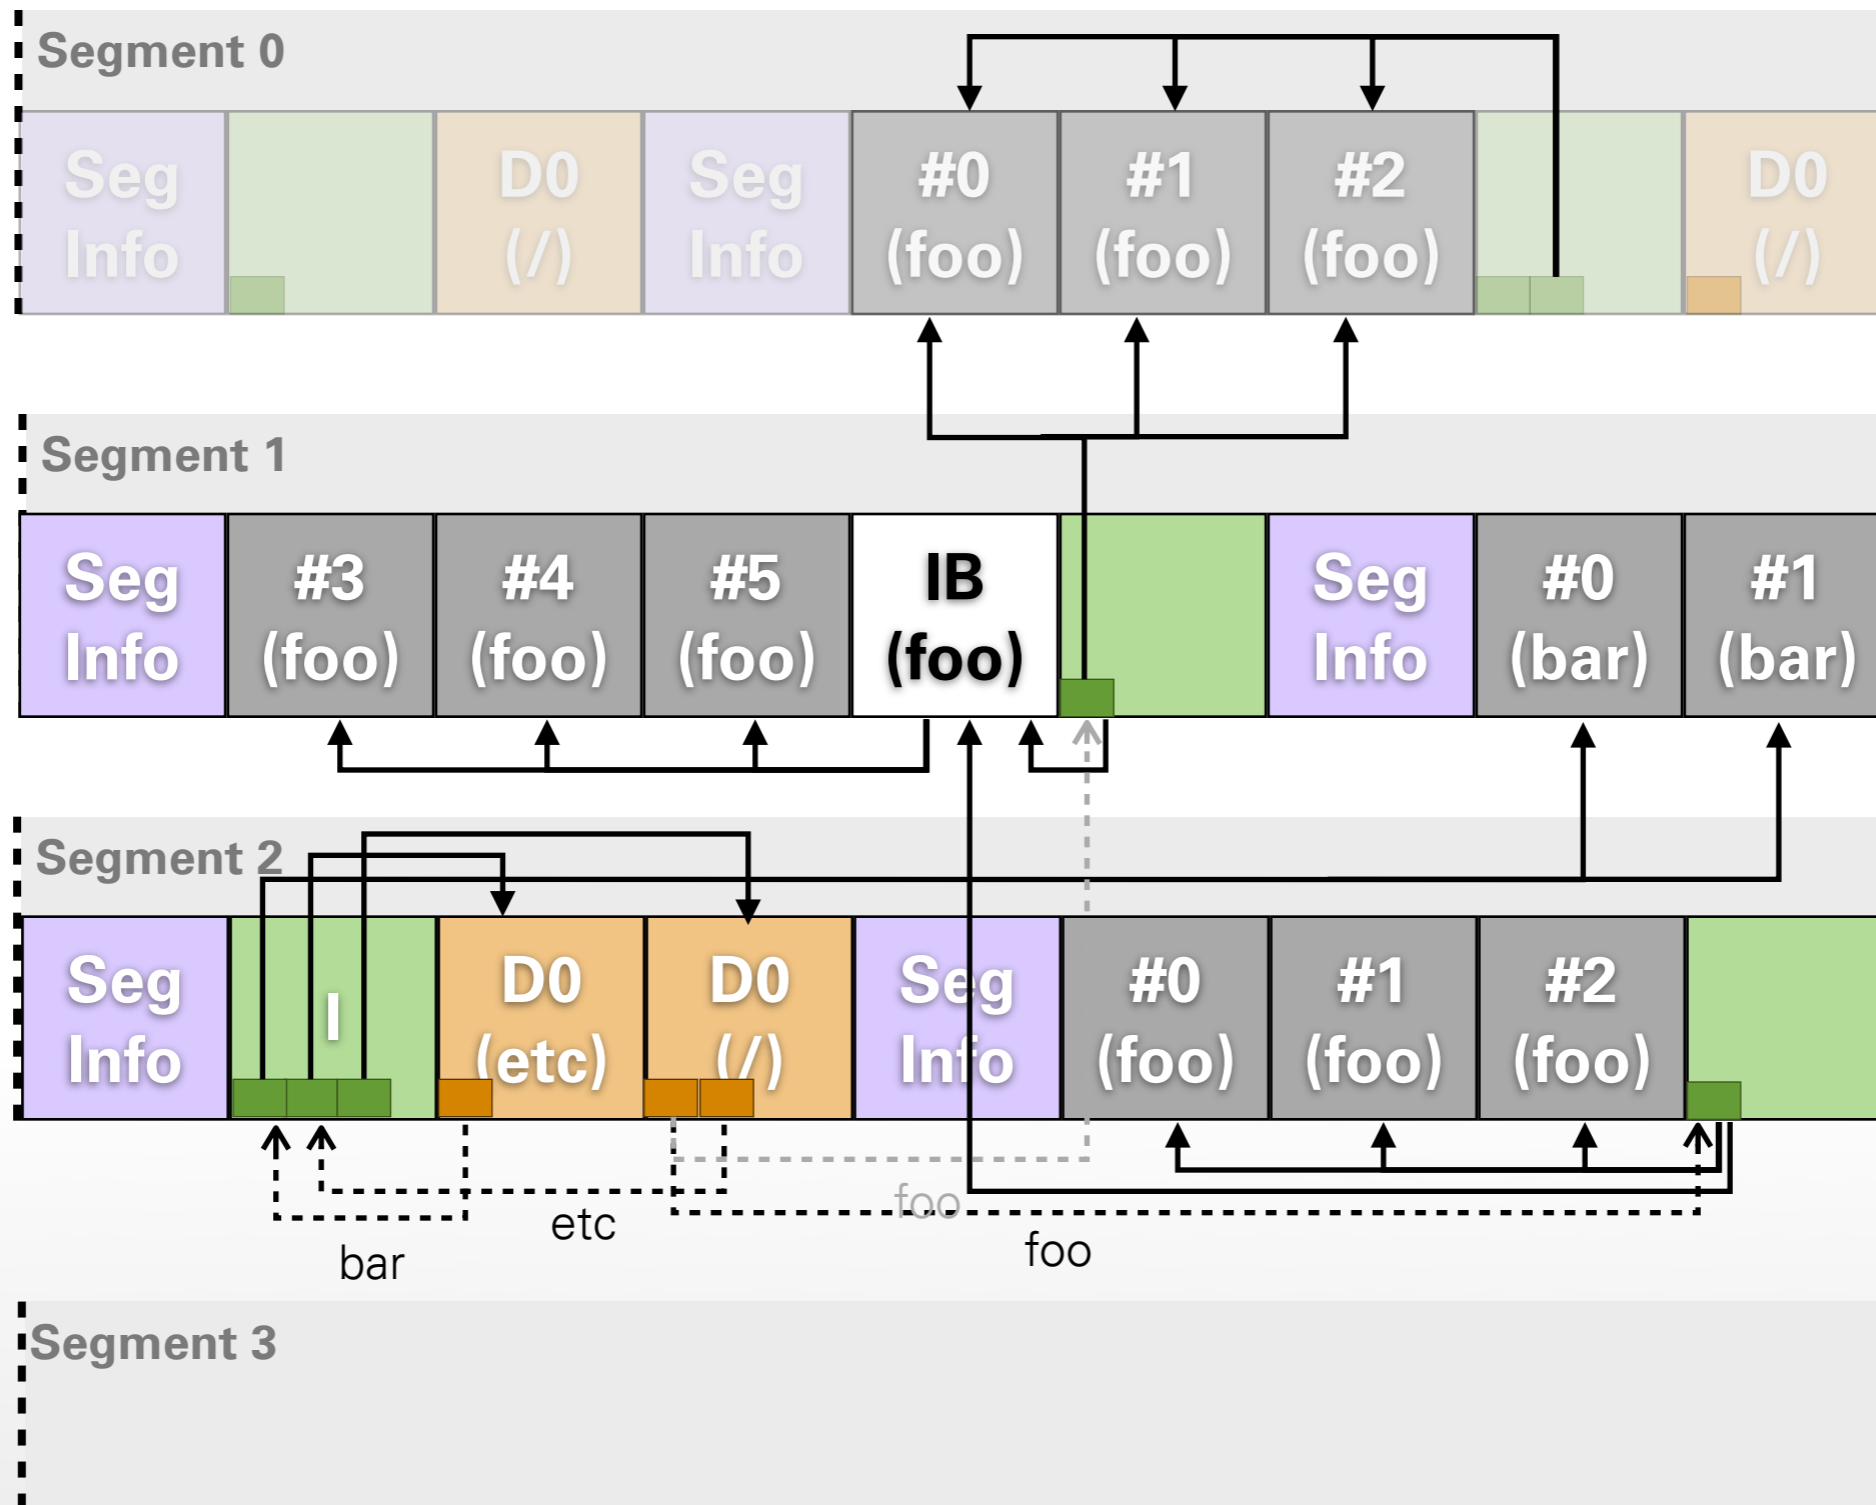 Segment 0
Seg Info
D0 (/)
Seg Info
#0 (foo)
#1 (foo)
#2 (foo)
D0 (/)
Segment 1
Seg Info
#3 (foo)
#4 (foo)
#5 (foo)
IB (foo)
Seg Info
#0 (bar)
#1 (bar)
Segment 2
Seg Info
I
D0 (etc)
D0 (/)
Seg Info
#0 (foo)
#1 (foo)
#2 (foo)
foo
etc
foo
bar
Segment 3